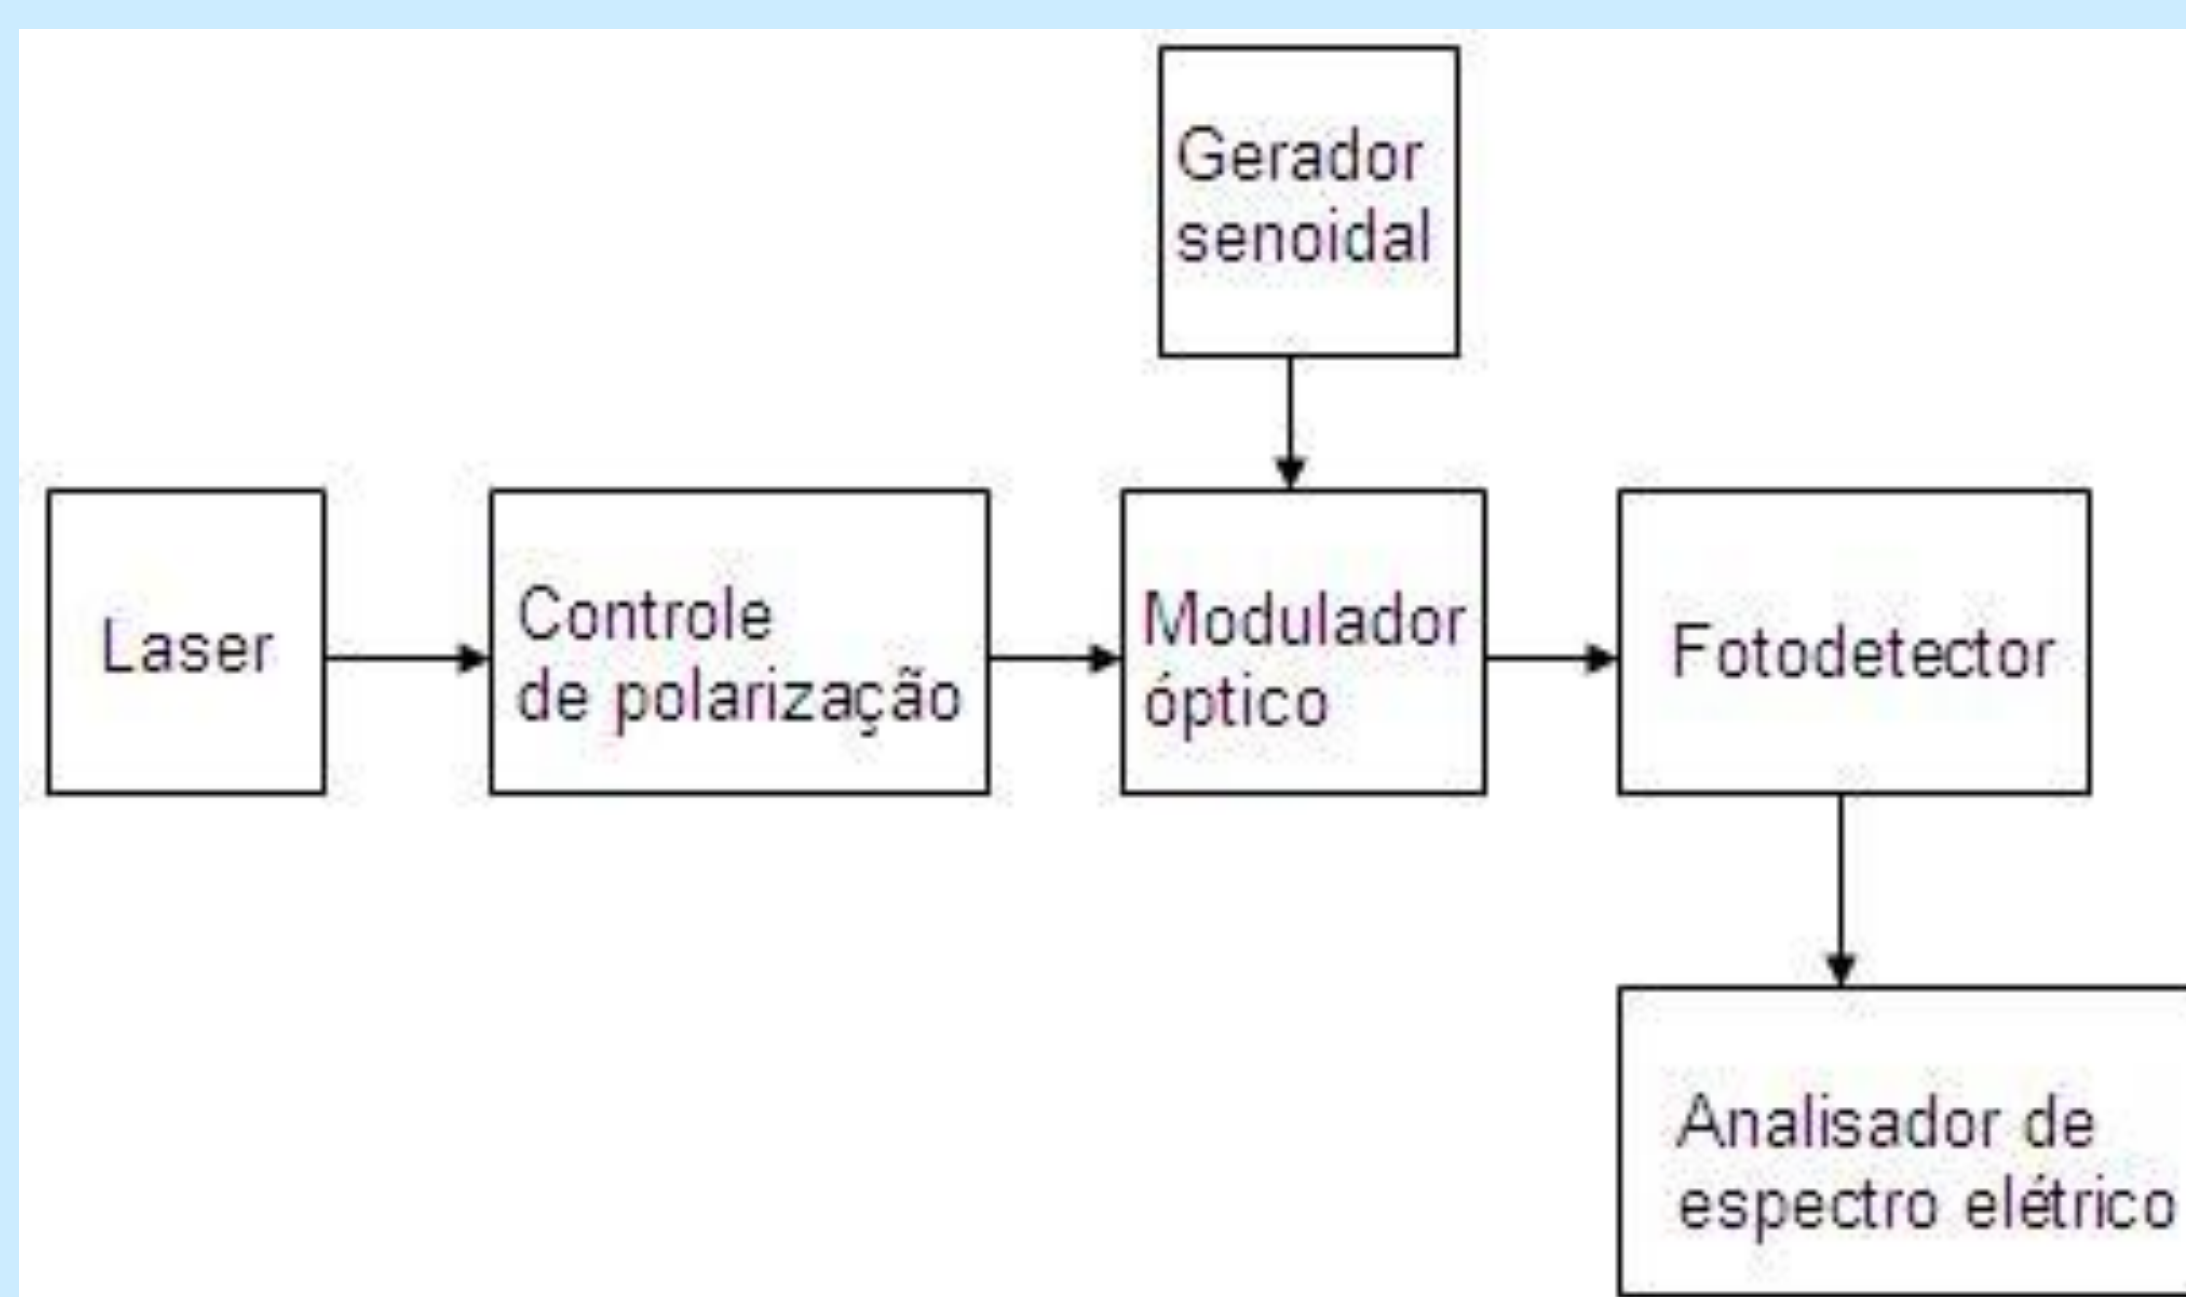 Gerador
senoidal
Laser
Controle
de polarização
Modulador
óptico
Fotodetector
Analisador de
espectro elétrico